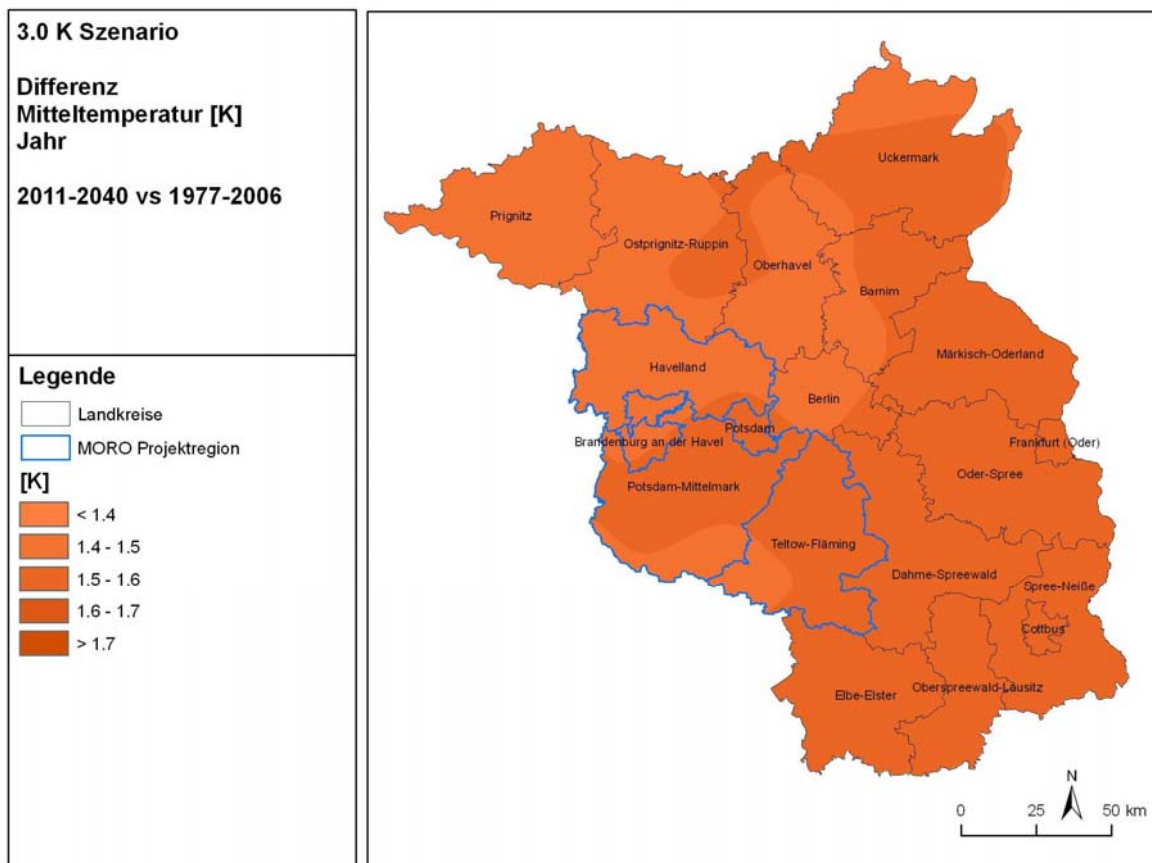 3.0 K Szenario
Differenz
Mitteltemperatur [K]
Jahr
2011-2040 vs 1977-2006
Legende
Landkreise
MORO Projektregion
[K]
< 1.4
1.4 - 1.5
1.5 - 1.6
1.6 - 1.7
> 1.7
Uckermark
Prignitz
Ostprignitz-Ruppin
Oberhavel
Barnim
Märkisch-Oderland
Havelland
Berlin
Potsdam
Brandenburg an der Havel
Frankfurt (Oder)
Oder-Spree
Potsdam-Mittelmark
Teltow-Fläming
Dahme-Spreewald
Spree-Neiße
Cottbus
Elbe-Elster
Oberspreewald-Lausitz
N
0 25 50 km